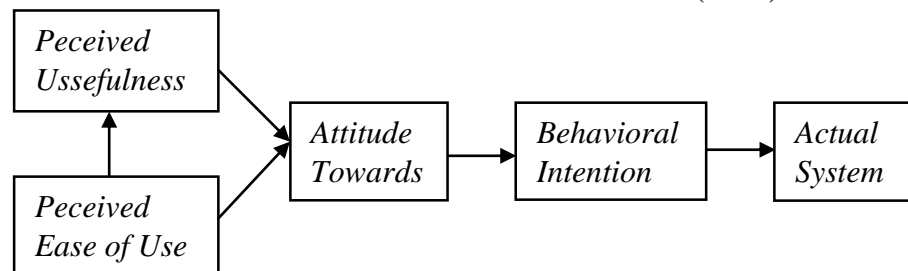 Peceived
Ussefulness
Attitude
Towards
Behavioral
Intention
Actual
System
Peceived
Ease of Use